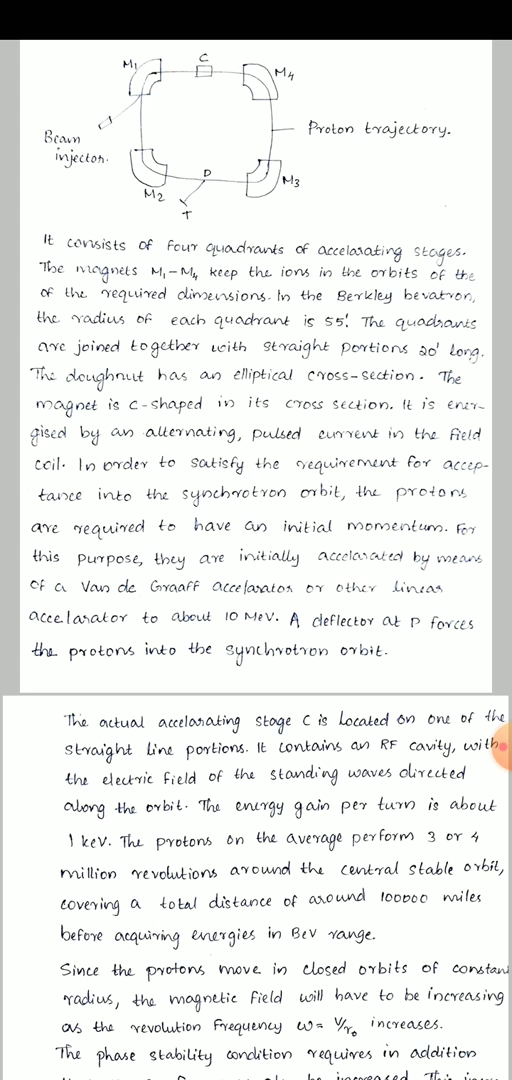 M1
C
M4
Beam
injector.
Proton trajectory.
M2
P
T
M3
It consists of four quadrants of accelarating stages.
The magnets M1-M4 keep the ions in the orbits of the
of the required dimensions. In the Berkley bevatron,
the radius of each quadrant is 55'. The quadrants
are joined together with straight portions 20' long.
The doughnut has an elliptical cross-section. The
magnet is c-shaped in its cross section. It is ener-
gised by an alternating, pulsed current in the field
coil. In order to satisfy the requirement for accep-
tance into the synchrotron orbit, the protons
are required to have an initial momentum. For
this purpose, they are initially accelarated by means
of a Van de Graaff accelarator or other linear
accelarator to about 10 MeV. A deflector at P forces
the protons into the synchrotron orbit.
The actual accelarating stage C is located on one of the
straight line portions. It contains an RF cavity, with
the electric field of the standing waves directed
along the orbit. The energy gain per turn is about
1 keV. The protons on the average perform 3 or 4
million revolutions around the central stable orbit,
covering a total distance of around 100000 miles
before acquiring energies in BeV range.
Since the protons move in closed orbits of constan
radius, the magnetic field will have to be increasing
as the revolution frequency ω = v/r0 increases.
The phase stability condition requires in addition